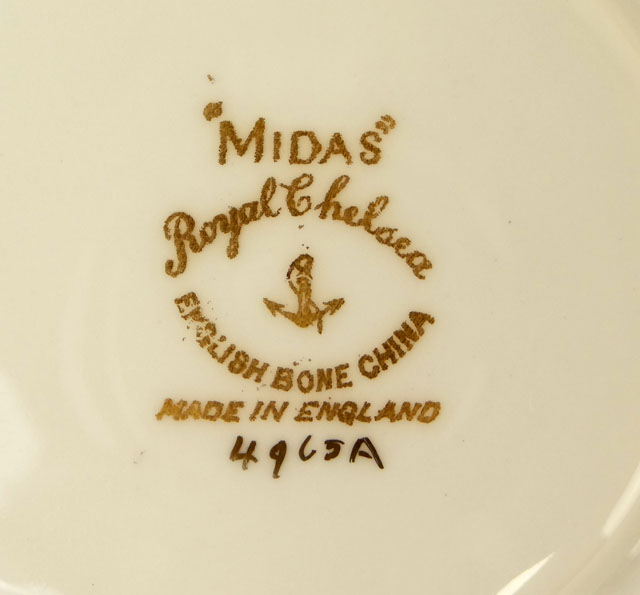 "MIDAS"
Royal Chelsea
ENGLISH BONE CHINA
MADE IN ENGLAND
4965A